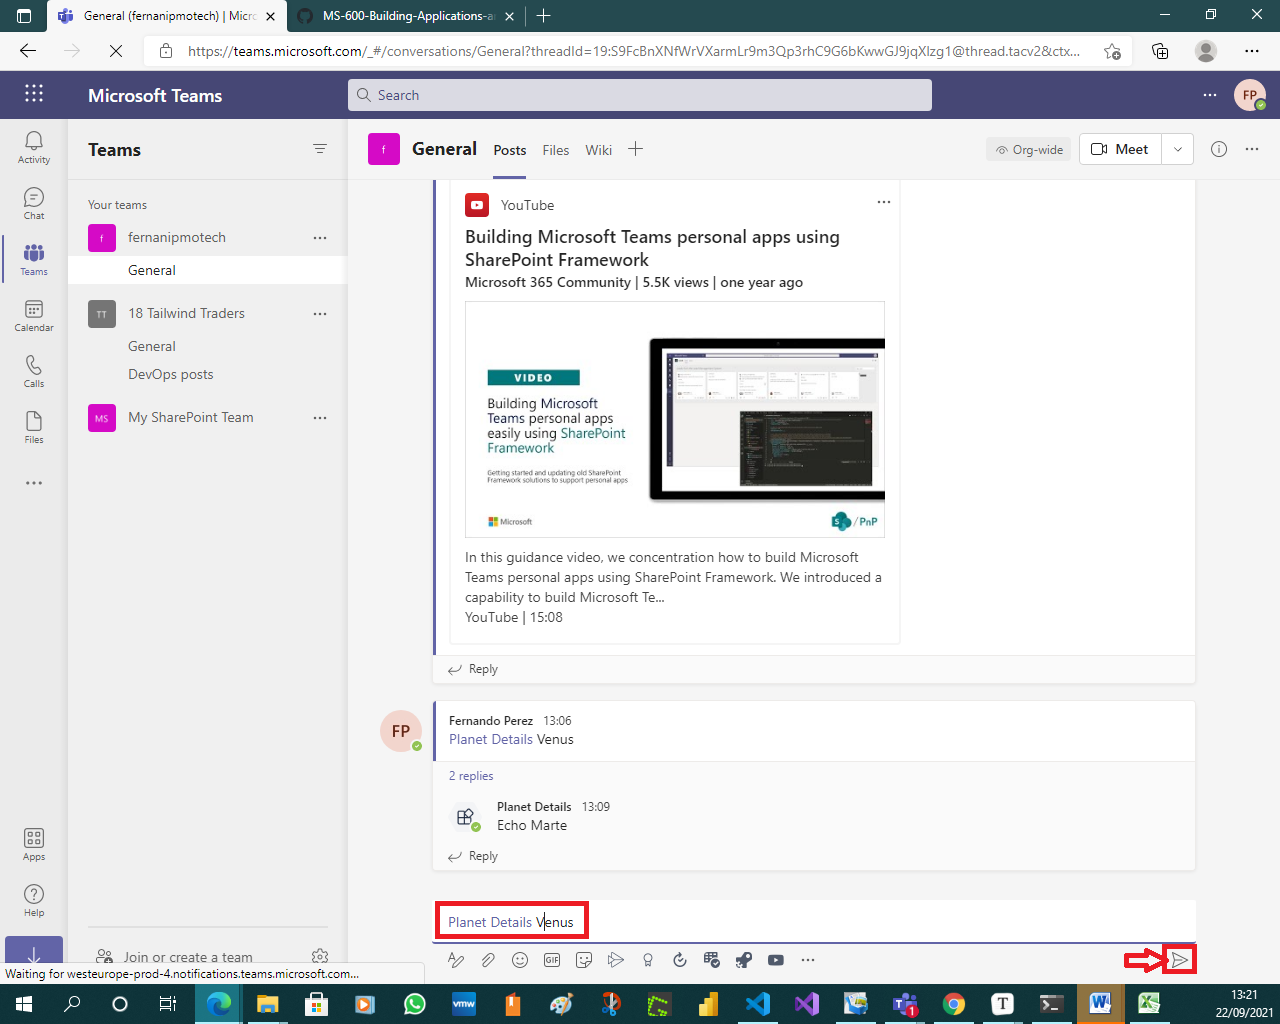 General (fernanipmotech) | Micro
MS-600-Building-Applications-a
https://teams.microsoft.com/_#/conversations/General?threadId=19:S9FcBnXNfWrVXarmLr9m3Qp3rhC9G6bKwwGJ9jqXIzg1@thread.tacv2&ctx...
Microsoft Teams
Search
FP
Activity
Chat
Teams
Calendar
Calls
Files
Apps
Help
Teams
Your teams
f
fernanipmotech
General
TT
18 Tailwind Traders
General
DevOps posts
MS
My SharePoint Team
Join or create a team
f
General
Posts
Files
Wiki
Org-wide
Meet
YouTube
Building Microsoft Teams personal apps using
SharePoint Framework
Microsoft 365 Community | 5.5K views | one year ago
VIDEO
Building Microsoft
Teams personal apps
easily using SharePoint
Framework
Getting started and updating old SharePoint
Framework solutions to support personal apps
Microsoft
S
/ PnP
In this guidance video, we concentration how to build Microsoft
Teams personal apps using SharePoint Framework. We introduced a
capability to build Microsoft Te...
YouTube | 15:08
Reply
FP
Fernando Perez 13:06
Planet Details Venus
2 replies
Planet Details 13:09
Echo Marte
Reply
Planet Details Venus
GIF
Waiting for westeurope-prod-4.notifications.teams.microsoft.com...
vmw
1
T
W
13:21
22/09/2021